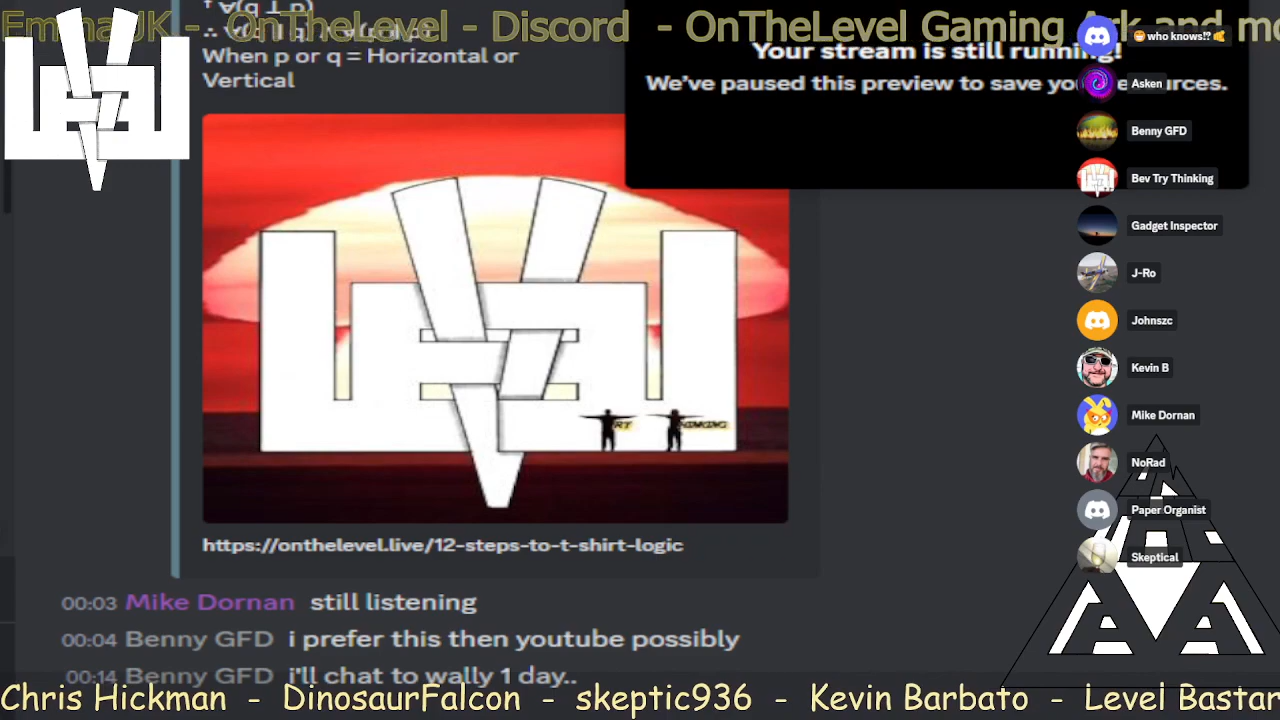 EmmaUK - OnTheLevel - Discord - OnTheLevel Gaming Ark and mo
When p or q = Horizontal or
Vertical
Your stream is still running!
We've paused this preview to save your resources.
who knows!?
Asken
Benny GFD
Bev Try Thinking
Gadget Inspector
J-Ro
Johnszc
Kevin B
Mike Dornan
NoRad
Paper Organist
Skeptical
https://onthelevel.live/12-steps-to-t-shirt-logic
00:03 Mike Dornan still listening
00:04 Benny GFD i prefer this then youtube possibly
00:14 Benny GFD i'll chat to wally 1 day..
Chris Hickman - DinosaurFalcon - skeptic936 - Kevin Barbato - Level Bastar